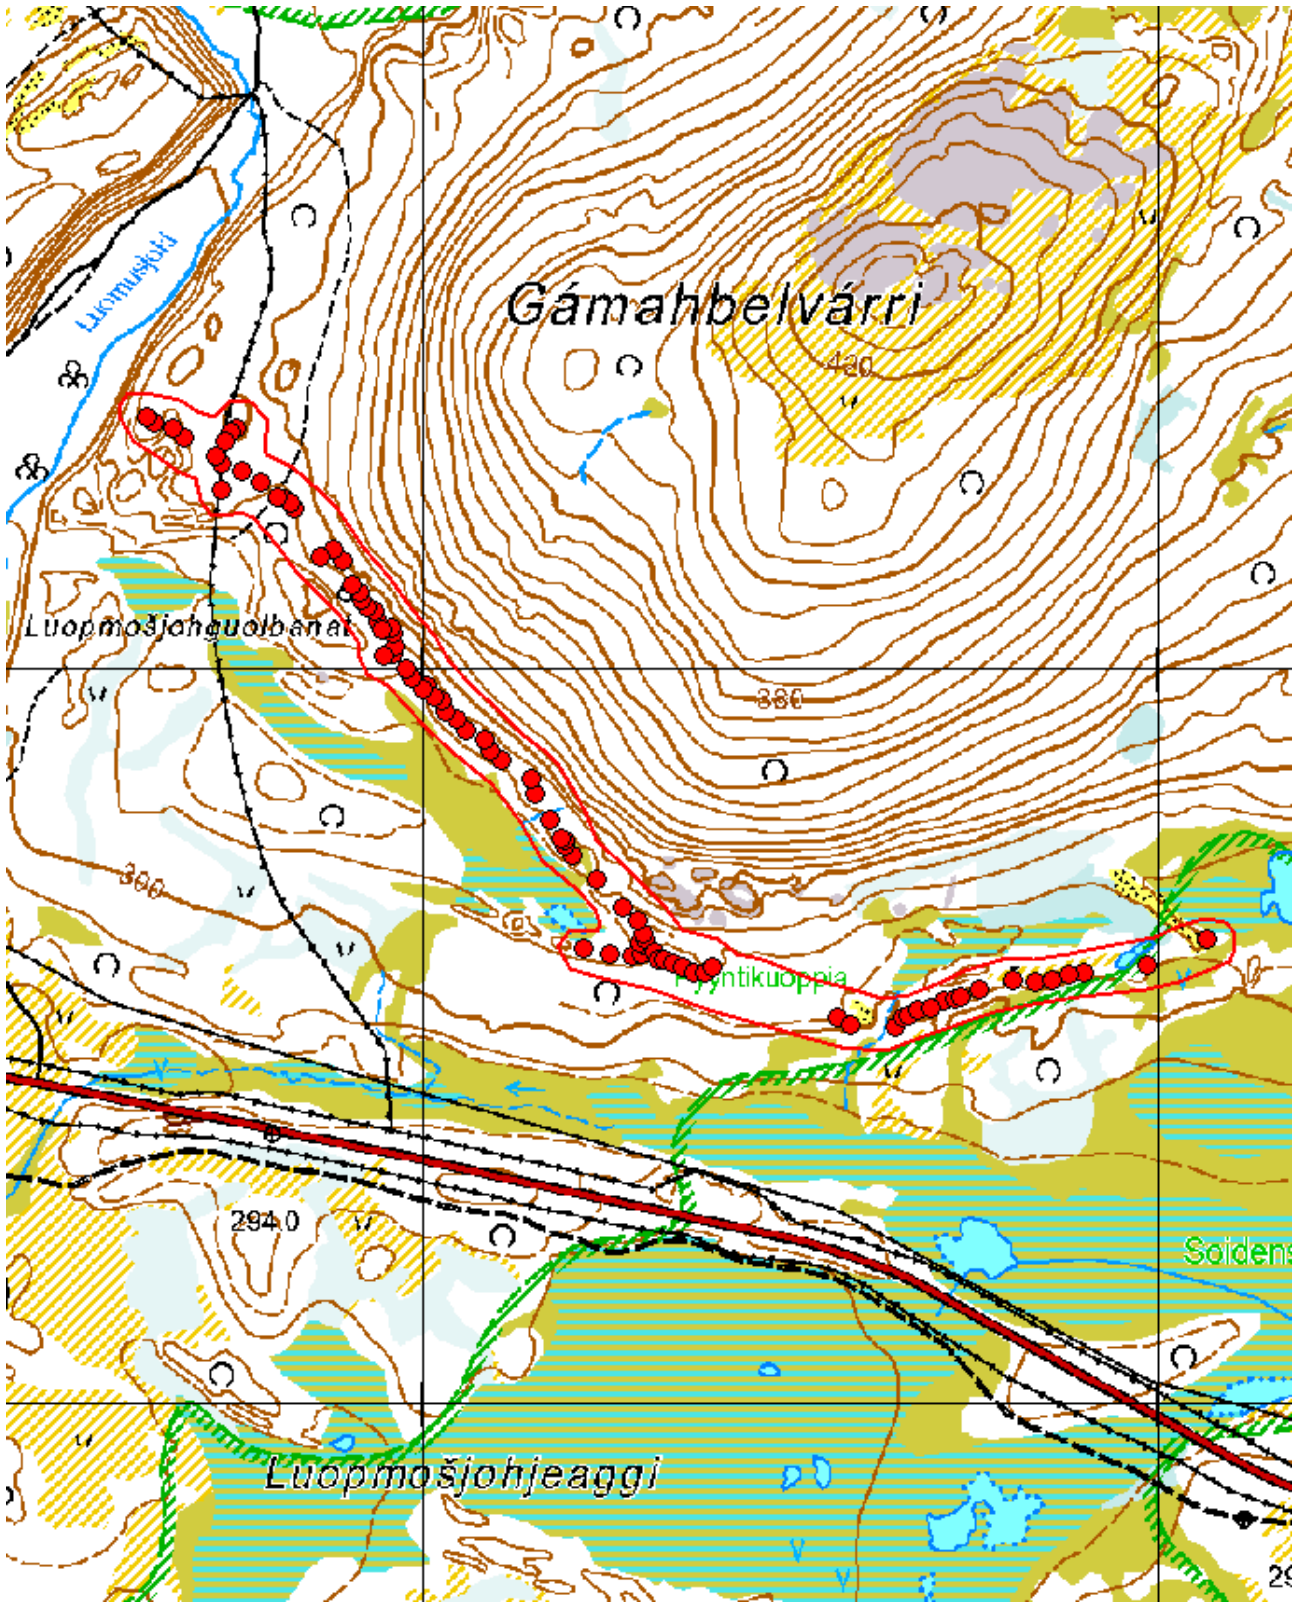 Luomusjoki
Gámahbelvárri
420
Luopmošjohguolbanat
380
300
Pyyntikuoppia
294.0
Soidens
Luopmošjohjeaggi
29